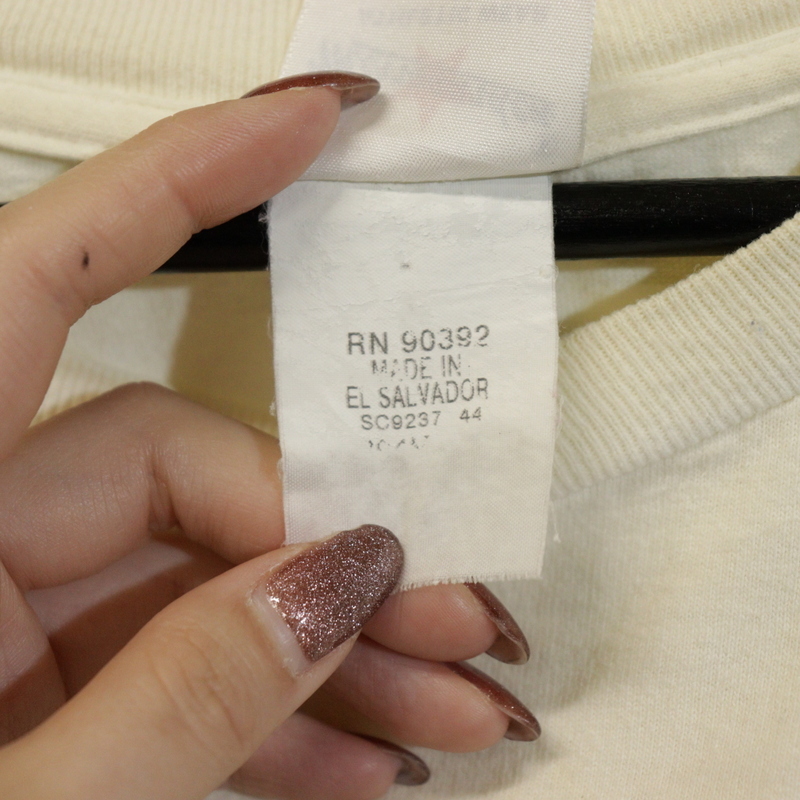 RN 90392
MADE IN
EL SALVADOR
SC9237 44